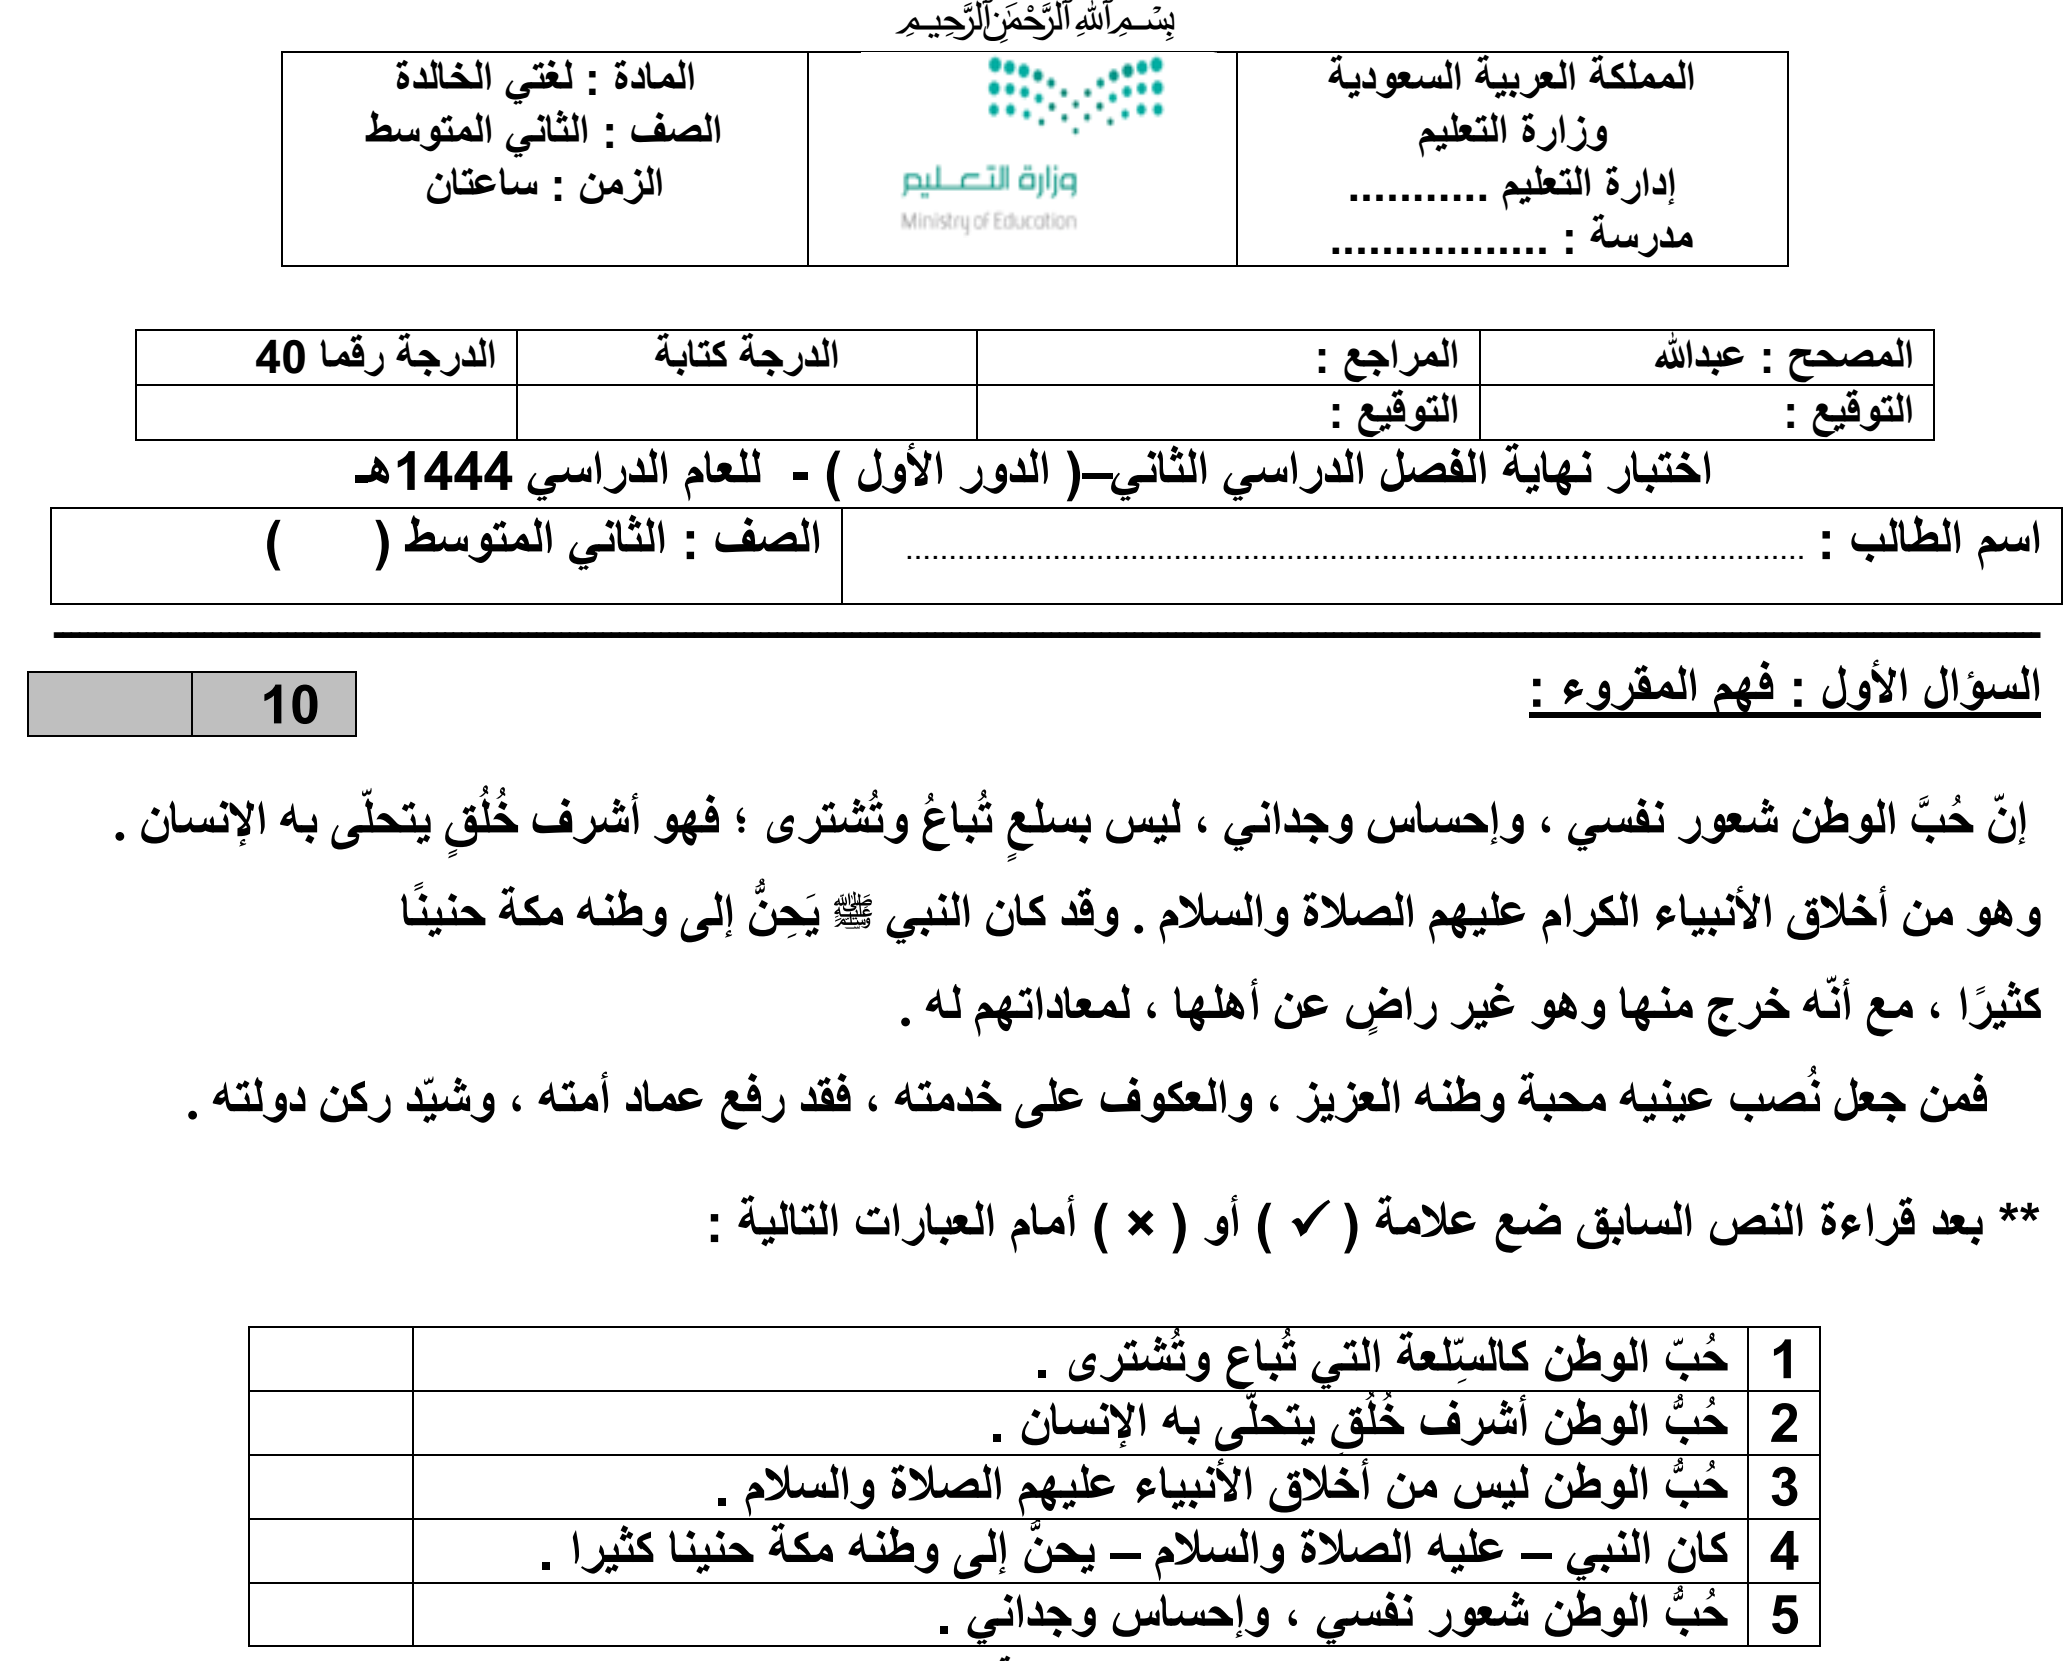 بِسْمِ ٱللَّهِ ٱلرَّحْمَٰنِ ٱلرَّحِيمِ
المملكة العربية السعودية
وزارة التعليم
إدارة التعليم ...........
مدرسة : .................
وزارة التعليم
Ministry of Education
المادة : لغتي الخالدة
الصف : الثاني المتوسط
الزمن : ساعتان
المصحح : عبدالله المراجع : الدرجة كتابة الدرجة رقما 40
التوقيع : التوقيع :
اختبار نهاية الفصل الدراسي الثاني–( الدور الأول ) - للعام الدراسي 1444هـ
اسم الطالب : .......................................................... الصف : الثاني المتوسط ( )
السؤال الأول : فهم المقروء : 10
إنّ حُبَّ الوطن شعور نفسي ، وإحساس وجداني ، ليس بسلعٍ تُباعُ وتُشترى ؛ فهو أشرف خُلُقٍ يتحلّى به الإنسان .
وهو من أخلاق الأنبياء الكرام عليهم الصلاة والسلام . وقد كان النبي ﷺ يَحِنُّ إلى وطنه مكة حنينًا
كثيرًا ، مع أنّه خرج منها وهو غير راضٍ عن أهلها ، لمعاداتهم له .
فمن جعل نُصب عينيه محبة وطنه العزيز ، والعكوف على خدمته ، فقد رفع عماد أمته ، وشيّد ركن دولته .
** بعد قراءة النص السابق ضع علامة ( ✓ ) أو ( × ) أمام العبارات التالية :
1 حُبّ الوطن كالسِّلعة التي تُباع وتُشترى .
2 حُبُّ الوطن أشرف خُلُقِ يتحلّى به الإنسان .
3 حُبُّ الوطن ليس من أخلاق الأنبياء عليهم الصلاة والسلام .
4 كان النبي – عليه الصلاة والسلام – يحنَّ إلى وطنه مكة حنينا كثيرا .
5 حُبُّ الوطن شعور نفسي ، وإحساس وجداني .